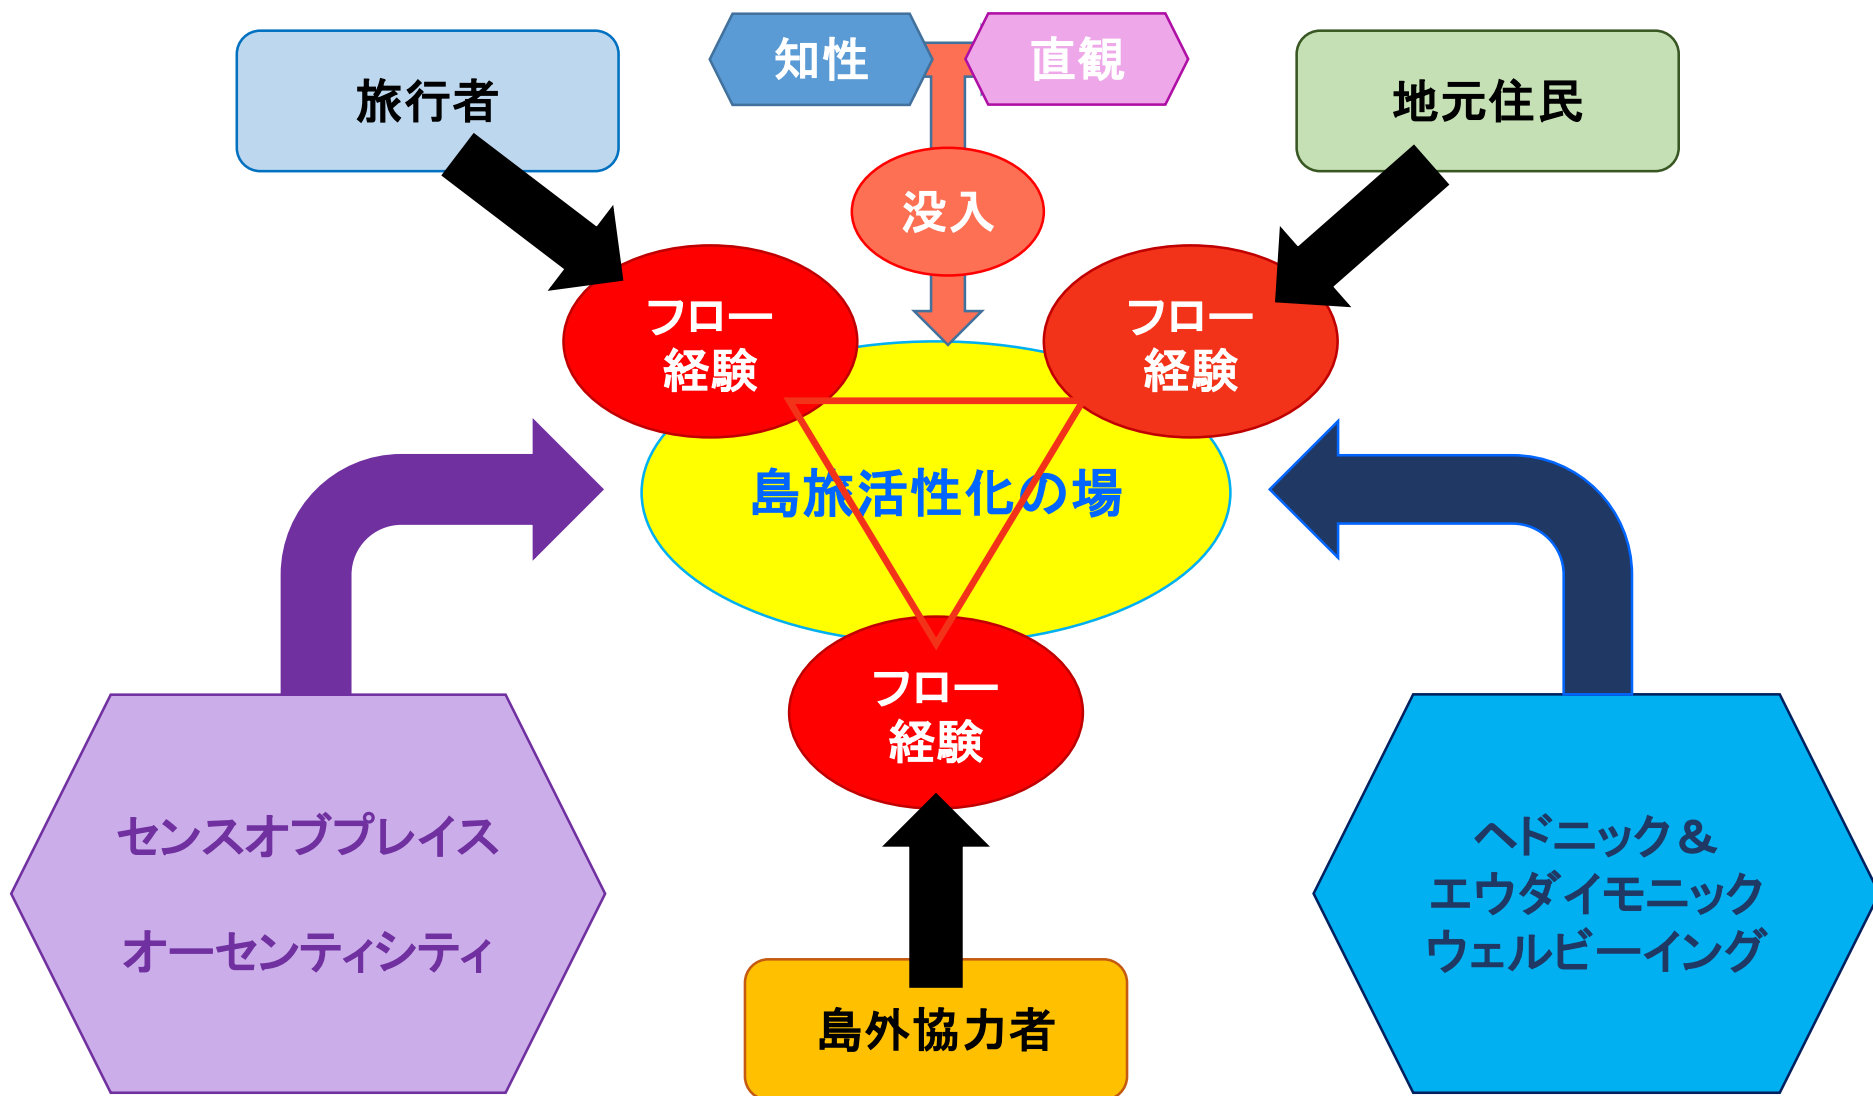 知性
直観
旅行者
地元住民
没入
フロー
経験
フロー
経験
島旅活性化の場
フロー
経験
センスオブプレイス
オーセンティシティ
ヘドニック＆
エウダイモニック
ウェルビーイング
島外協力者